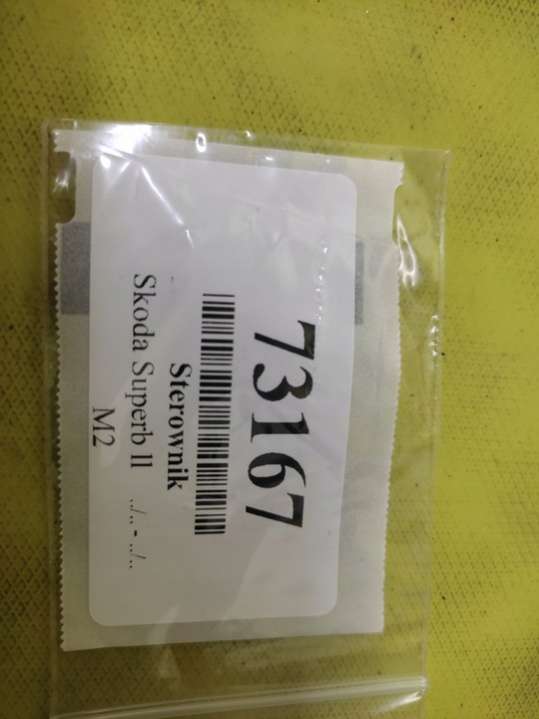 73167
Sterownik
Skoda Superb II
../.. - ../..
M2